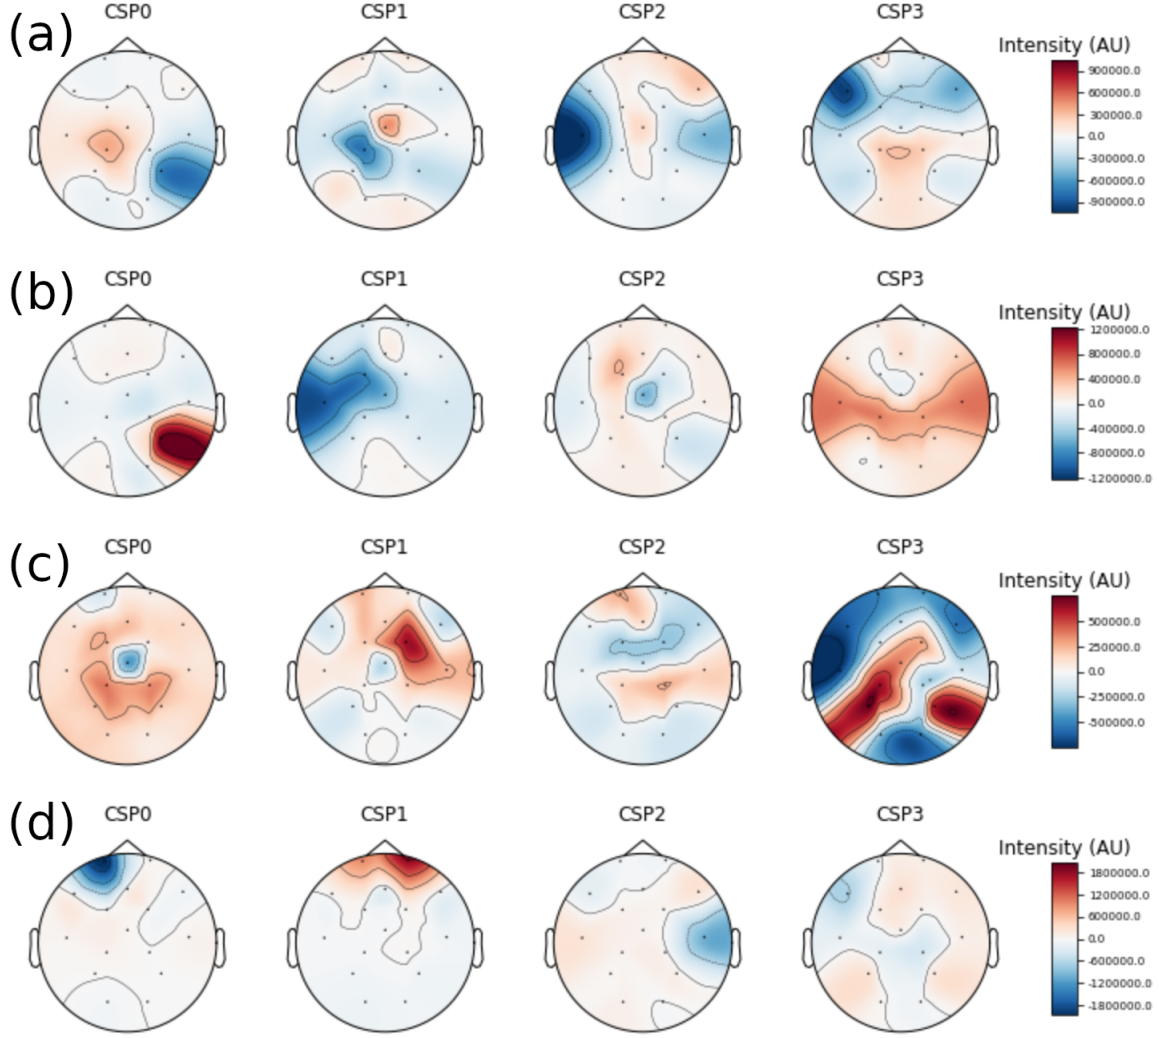 (a)
CSP0 CSP1 CSP2 CSP3
Intensity (AU)
900000.0
600000.0
300000.0
0.0
-300000.0
-600000.0
-900000.0
(b)
CSP0 CSP1 CSP2 CSP3
Intensity (AU)
1200000.0
800000.0
400000.0
0.0
-400000.0
-800000.0
-1200000.0
(c)
CSP0 CSP1 CSP2 CSP3
Intensity (AU)
500000.0
250000.0
0.0
-250000.0
-500000.0
(d)
CSP0 CSP1 CSP2 CSP3
Intensity (AU)
1800000.0
1200000.0
600000.0
0.0
-600000.0
-1200000.0
-1800000.0